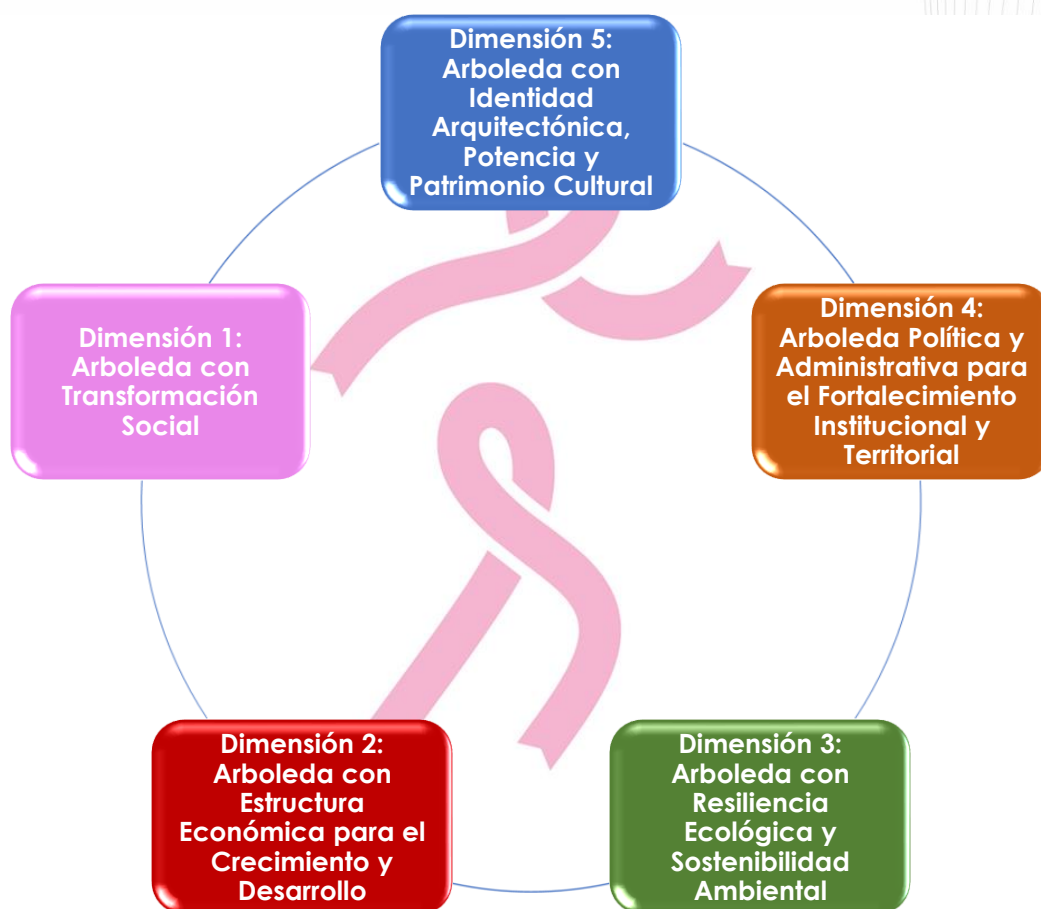 Dimensión 5:
Arboleda con
Identidad
Arquitectónica,
Potencia y
Patrimonio Cultural
Dimensión 1:
Arboleda con
Transformación
Social
Dimensión 4:
Arboleda Política y
Administrativa para
el Fortalecimiento
Institucional y
Territorial
Dimensión 2:
Arboleda con
Estructura
Económica para el
Crecimiento y
Desarrollo
Dimensión 3:
Arboleda con
Resiliencia
Ecológica y
Sostenibilidad
Ambiental